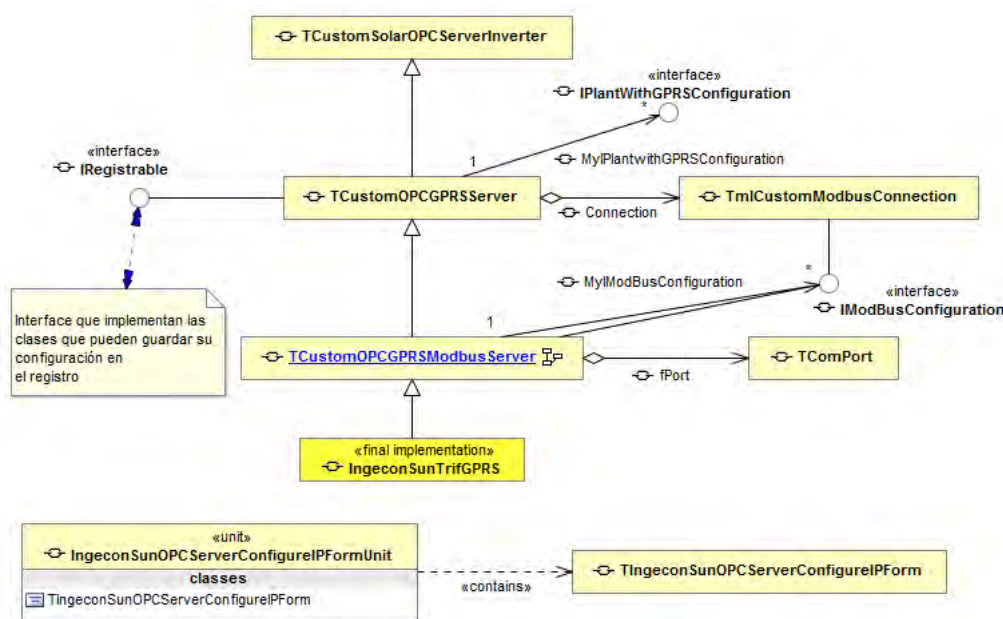 TCustomSolarOPCServerInverter
«interface»
IPlantWithGPRSConfiguration
*
1
MyIPlantwithGPRSConfiguration
«interface»
IRegistrable
TCustomOPCGPRSServer
Connection
TmlCustomModbusConnection
Interface que implementan las
clases que pueden guardar su
configuración en
el registro
MyIModBusConfiguration
*
1
«interface»
IModBusConfiguration
TCustomOPCGPRSModbusServer
fPort
TComPort
«final implementation»
IngeconSunTrifGPRS
«unit»
IngeconSunOPCServerConfigureIPFormUnit
classes
TIngeconSunOPCServerConfigureIPForm
«contains»
TIngeconSunOPCServerConfigureIPForm